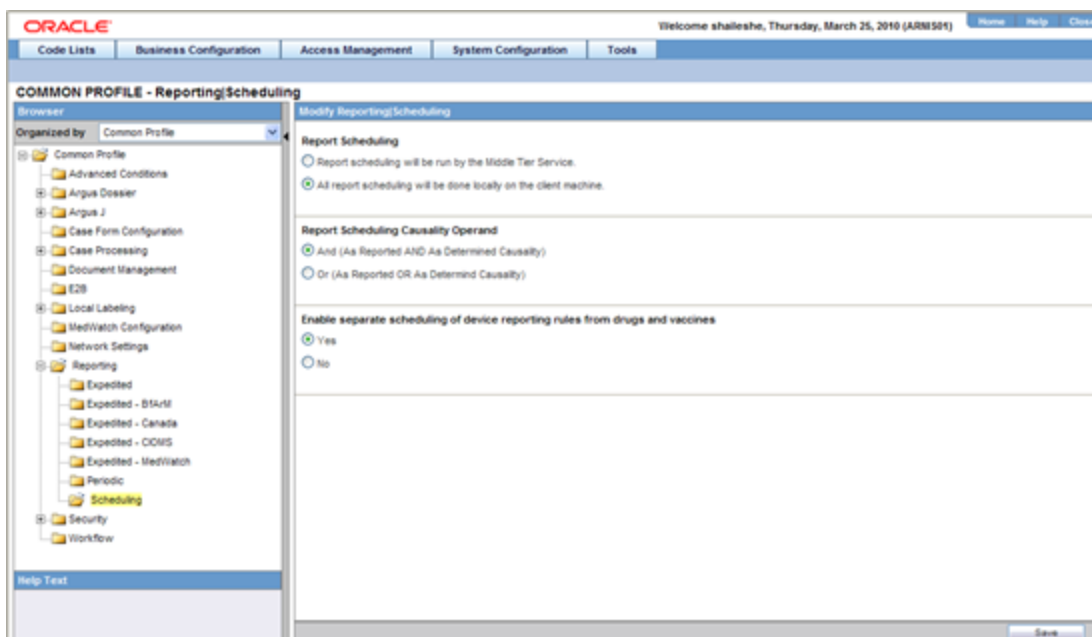 ORACLE
Welcome shaileshe, Thursday, March 25, 2010 (ARMIS01)
Home Help Close
Code Lists Business Configuration Access Management System Configuration Tools
COMMON PROFILE - Reporting|Scheduling
Browser
Organized by Common Profile
Common Profile
Advanced Conditions
Argus Dossier
Argus J
Case Form Configuration
Case Processing
Document Management
E2B
Local Labeling
MedWatch Configuration
Network Settings
Reporting
Expedited
Expedited - BfArM
Expedited - Canada
Expedited - CIOMS
Expedited - MedWatch
Periodic
Scheduling
Security
Workflow
Help Text
Modify Reporting|Scheduling
Report Scheduling
Report scheduling will be run by the Middle Tier Service.
All report scheduling will be done locally on the client machine.
Report Scheduling Causality Operand
And (As Reported AND As Determined Causality)
Or (As Reported OR As Determind Causality)
Enable separate scheduling of device reporting rules from drugs and vaccines
Yes
No
Save